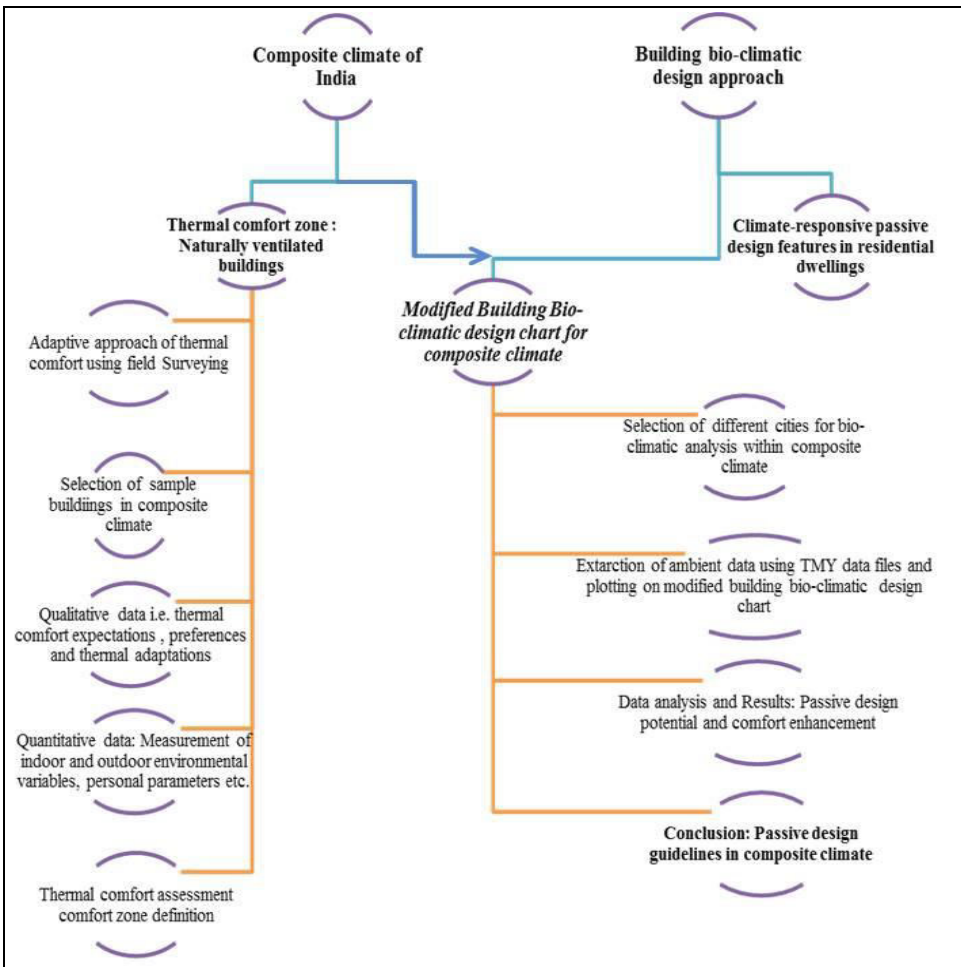 Composite climate of
India
Building bio-climatic
design approach
Thermal comfort zone :
Naturally ventilated
buildings
Climate-responsive passive
design features in residential
dwellings
Modified Building Bio-
climatic design chart for
composite climate
Adaptive approach of thermal
comfort using field Surveying
Selection of sample
buildiings in composite
climate
Qualitative data i.e. thermal
comfort expectations , preferences
and thermal adaptations
Quantitative data: Measurement of
indoor and outdoor environmental
variables, personal parameters etc.
Thermal comfort assessment
comfort zone definition
Selection of different cities for bio-
climatic analysis within composite
climate
Extarction of ambient data using TMY data files and
plotting on modified building bio-climatic design
chart
Data analysis and Results: Passive design
potential and comfort enhancement
Conclusion: Passive design
guidelines in composite climate